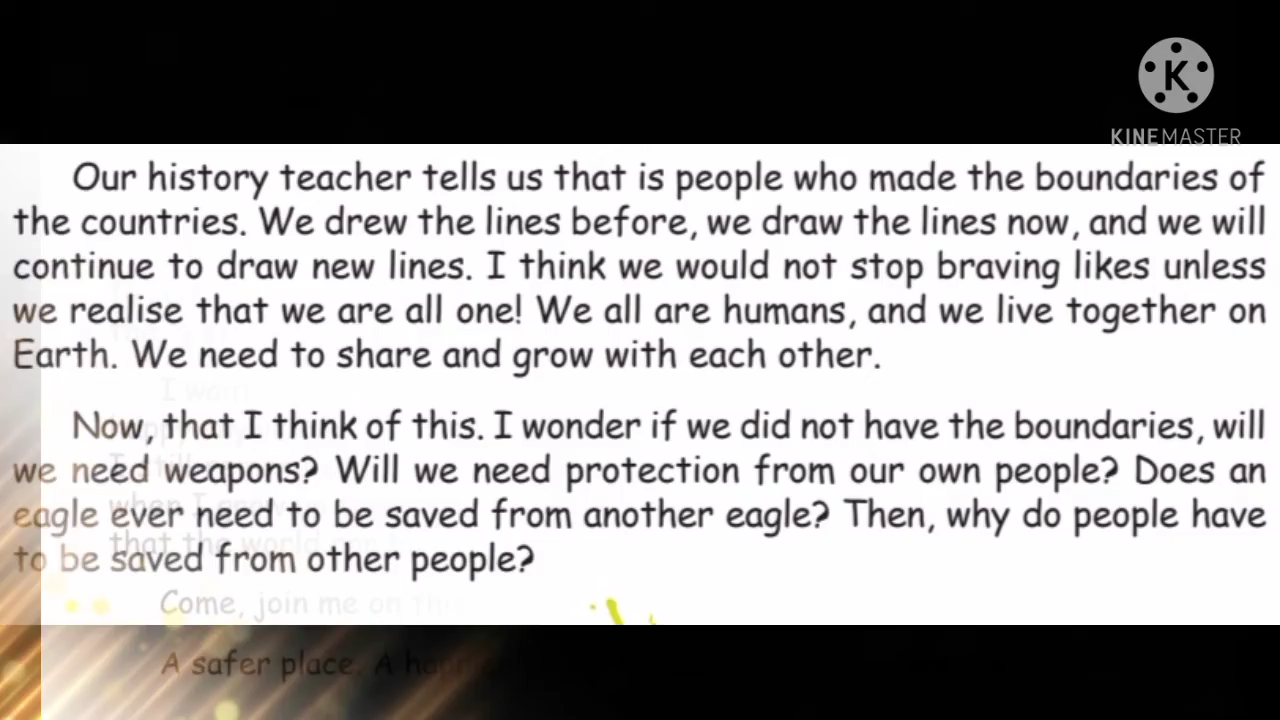 KINEMASTER
Our history teacher tells us that is people who made the boundaries of
the countries. We drew the lines before, we draw the lines now, and we will
continue to draw new lines. I think we would not stop braving likes unless
we realise that we are all one! We all are humans, and we live together on
Earth. We need to share and grow with each other.
Now, that I think of this. I wonder if we did not have the boundaries, will
we need weapons? Will we need protection from our own people? Does an
eagle ever need to be saved from another eagle? Then, why do people have
to be saved from other people?
Come, join me on
A safer place. A